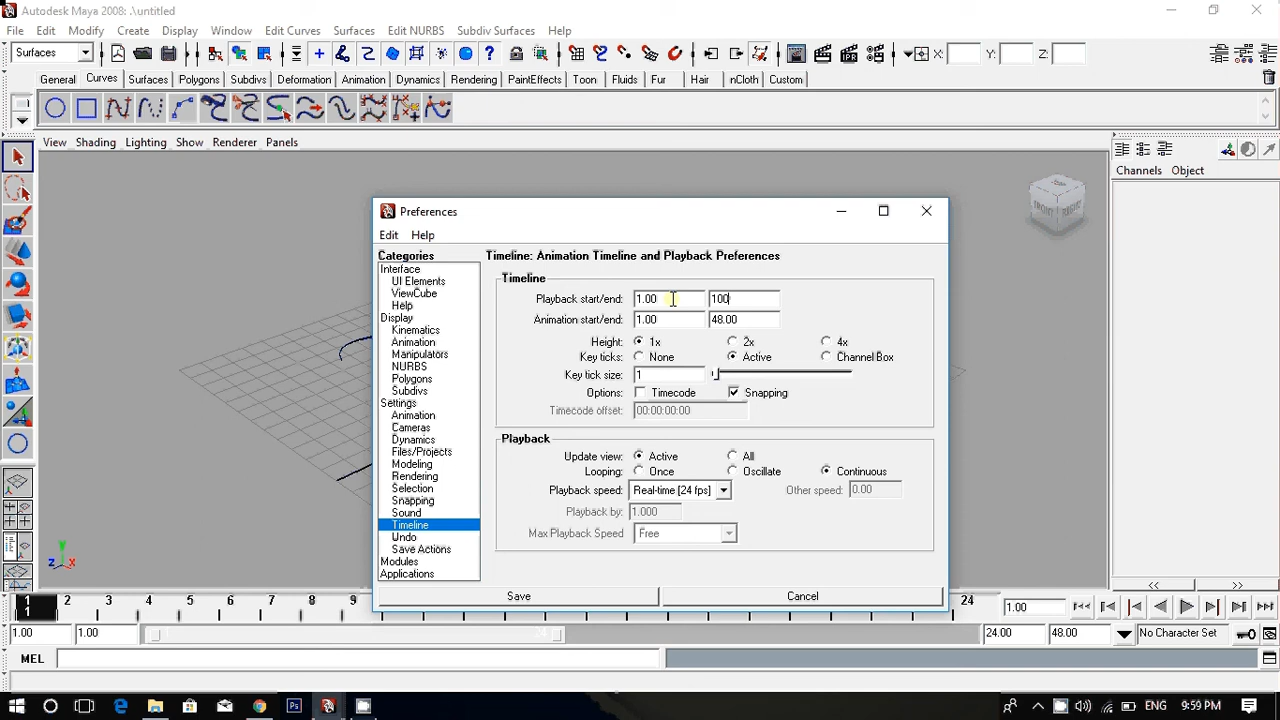 Autodesk Maya 2008: .\untitled
File Edit Modify Create Display Window Edit Curves Surfaces Edit NURBS Subdiv Surfaces Help
Surfaces X: Y: Z:
General Curves Surfaces Polygons Subdivs Deformation Animation Dynamics Rendering PaintEffects Toon Fluids Fur Hair nCloth Custom
View Shading Lighting Show Renderer Panels
Channels Object
FRONT RIGHT
Preferences
Edit Help
Categories
Interface
UI Elements
ViewCube
Help
Display
Kinematics
Animation
Manipulators
NURBS
Polygons
Subdivs
Settings
Animation
Cameras
Dynamics
Files/Projects
Modeling
Rendering
Selection
Snapping
Sound
Timeline
Undo
Save Actions
Modules
Applications
Timeline: Animation Timeline and Playback Preferences
Timeline
Playback start/end: 1.00 100
Animation start/end: 1.00 48.00
Height: 1x 2x 4x
Key ticks: None Active Channel Box
Key tick size: 1
Options: Timecode Snapping
Timecode offset: 00:00:00:00
Playback
Update view: Active All
Looping: Once Oscillate Continuous
Playback speed: Real-time [24 fps] Other speed: 0.00
Playback by: 1.000
Max Playback Speed Free
Save Cancel
y z x
1 2 3 4 5 6 7 8 9 24 1.00
1
1.00 1.00 24 24.00 48.00 No Character Set
MEL
ENG 9:59 PM